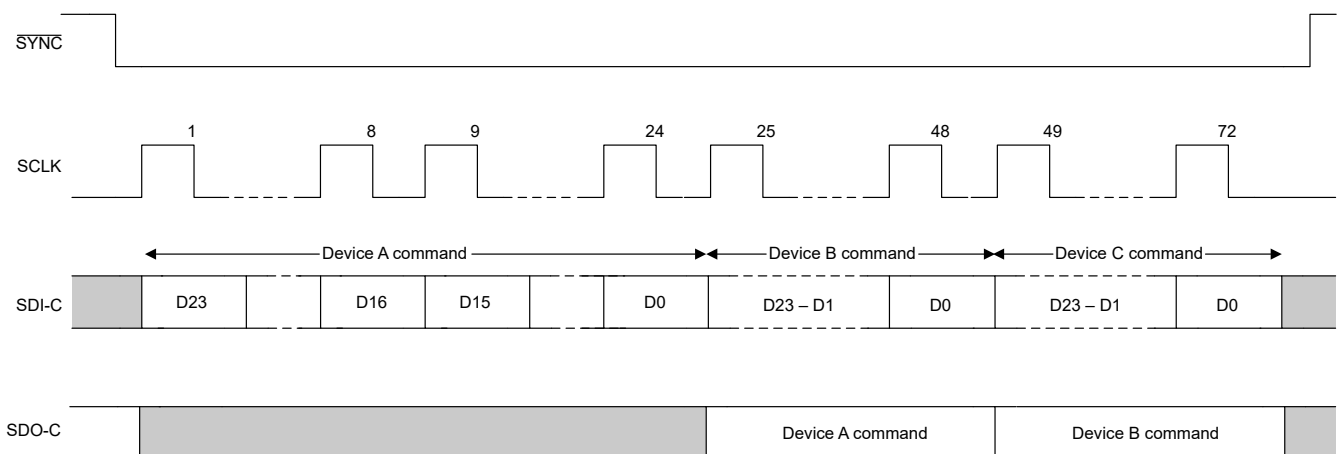 SYNC
SCLK
1 8 9 24 25 48 49 72
Device A command Device B command Device C command
SDI-C
D23 D16 D15 D0 D23 – D1 D0 D23 – D1 D0
SDO-C
Device A command Device B command